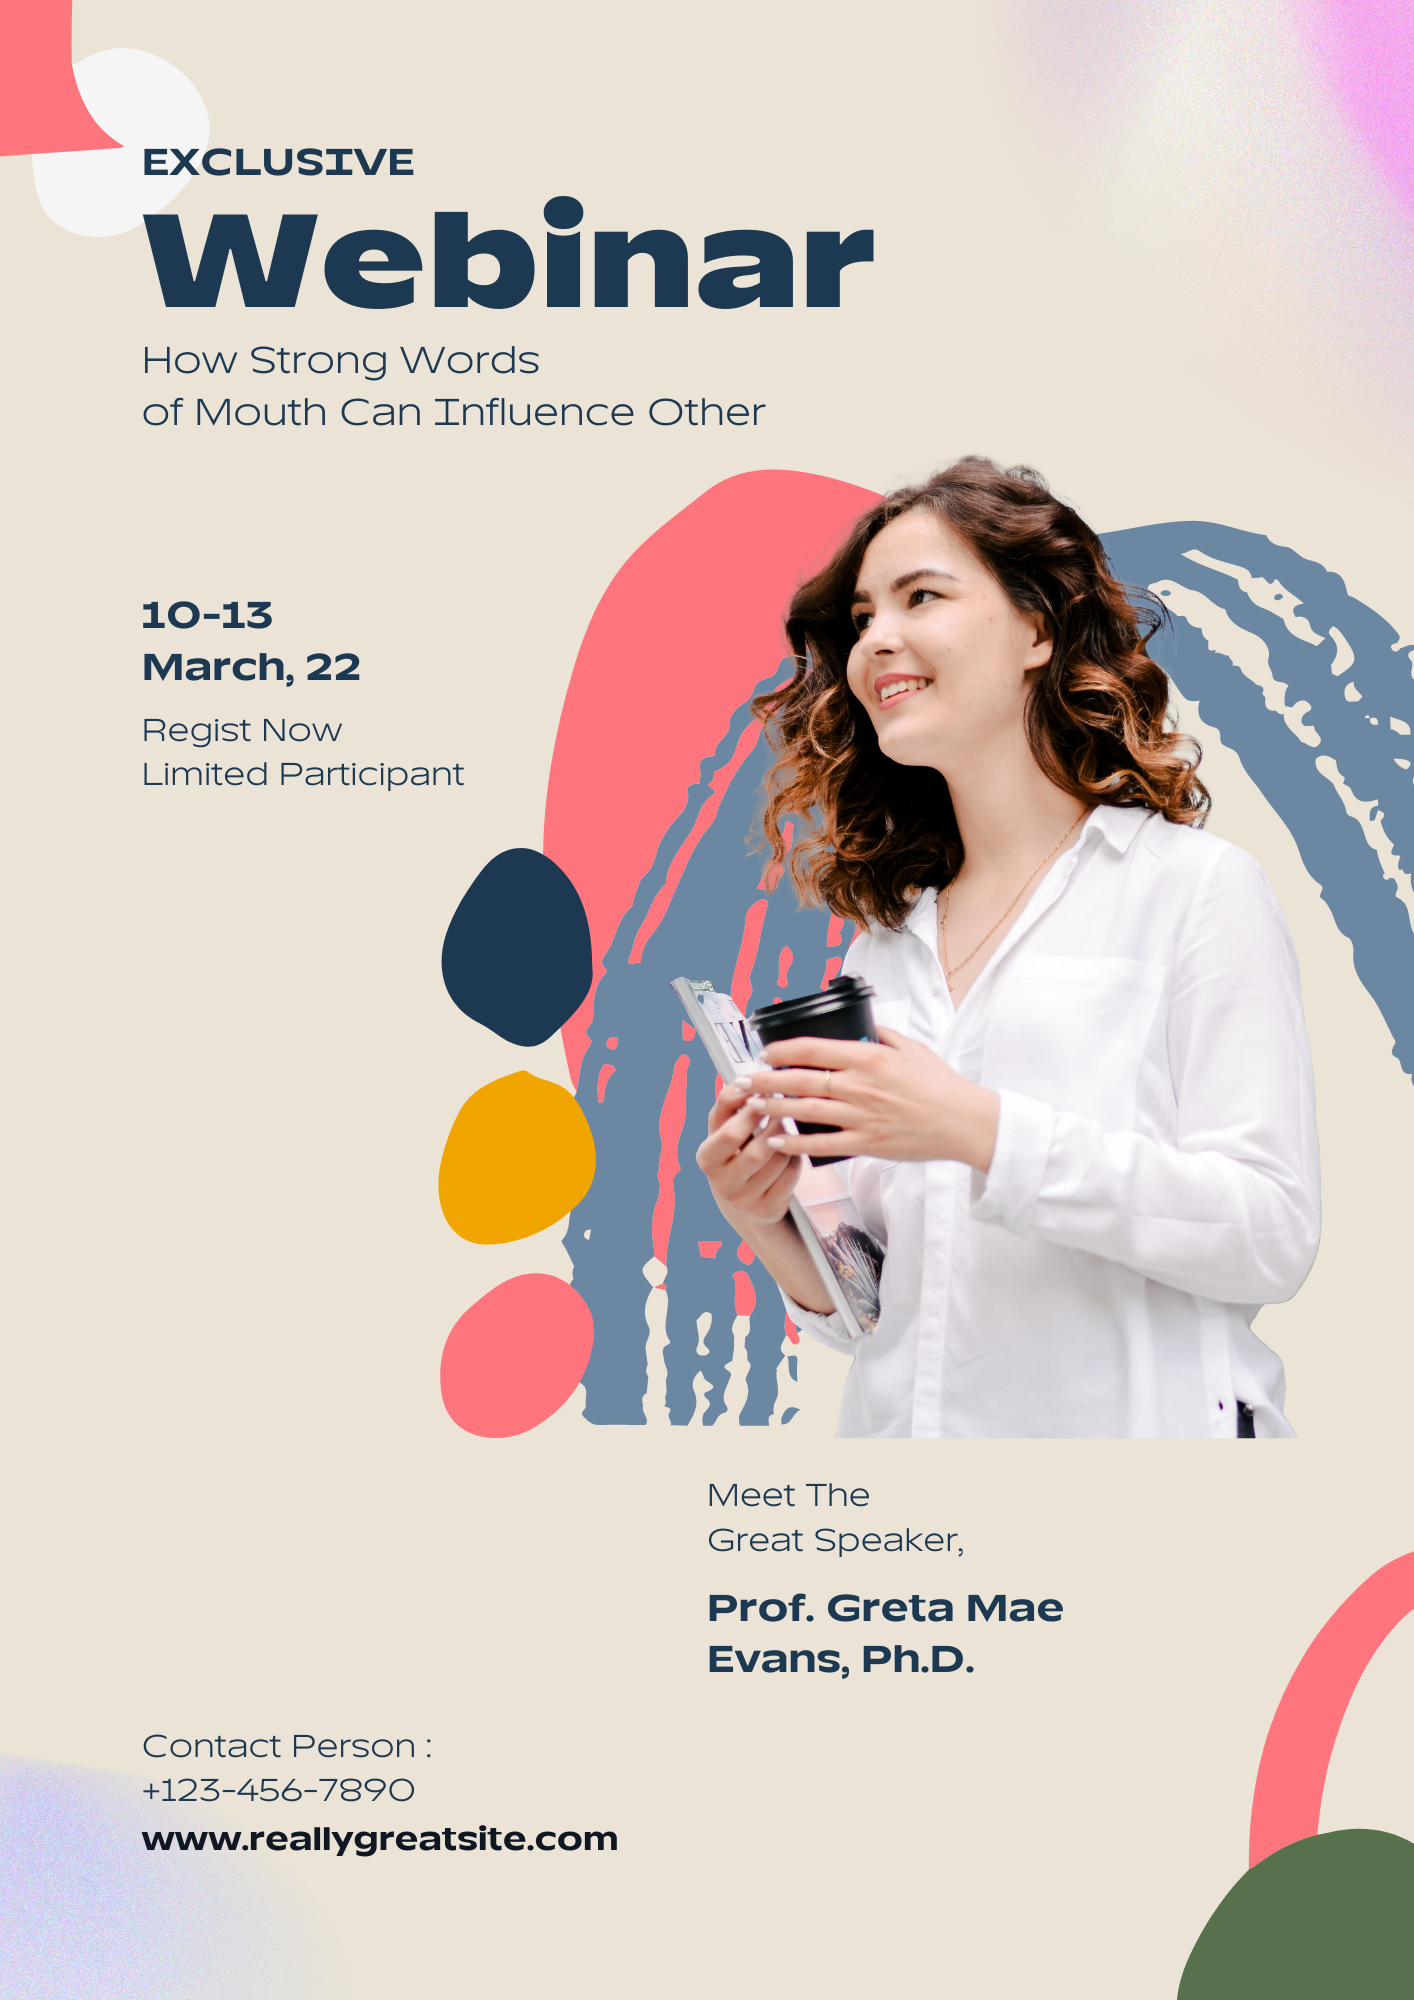 EXCLUSIVE
Webinar
How Strong Words
of Mouth Can Influence Other
10-13
March, 22
Regist Now
Limited Participant
Meet The
Great Speaker,
Prof. Greta Mae
Evans, Ph.D.
Contact Person :
+123-456-7890
www.reallygreatsite.com